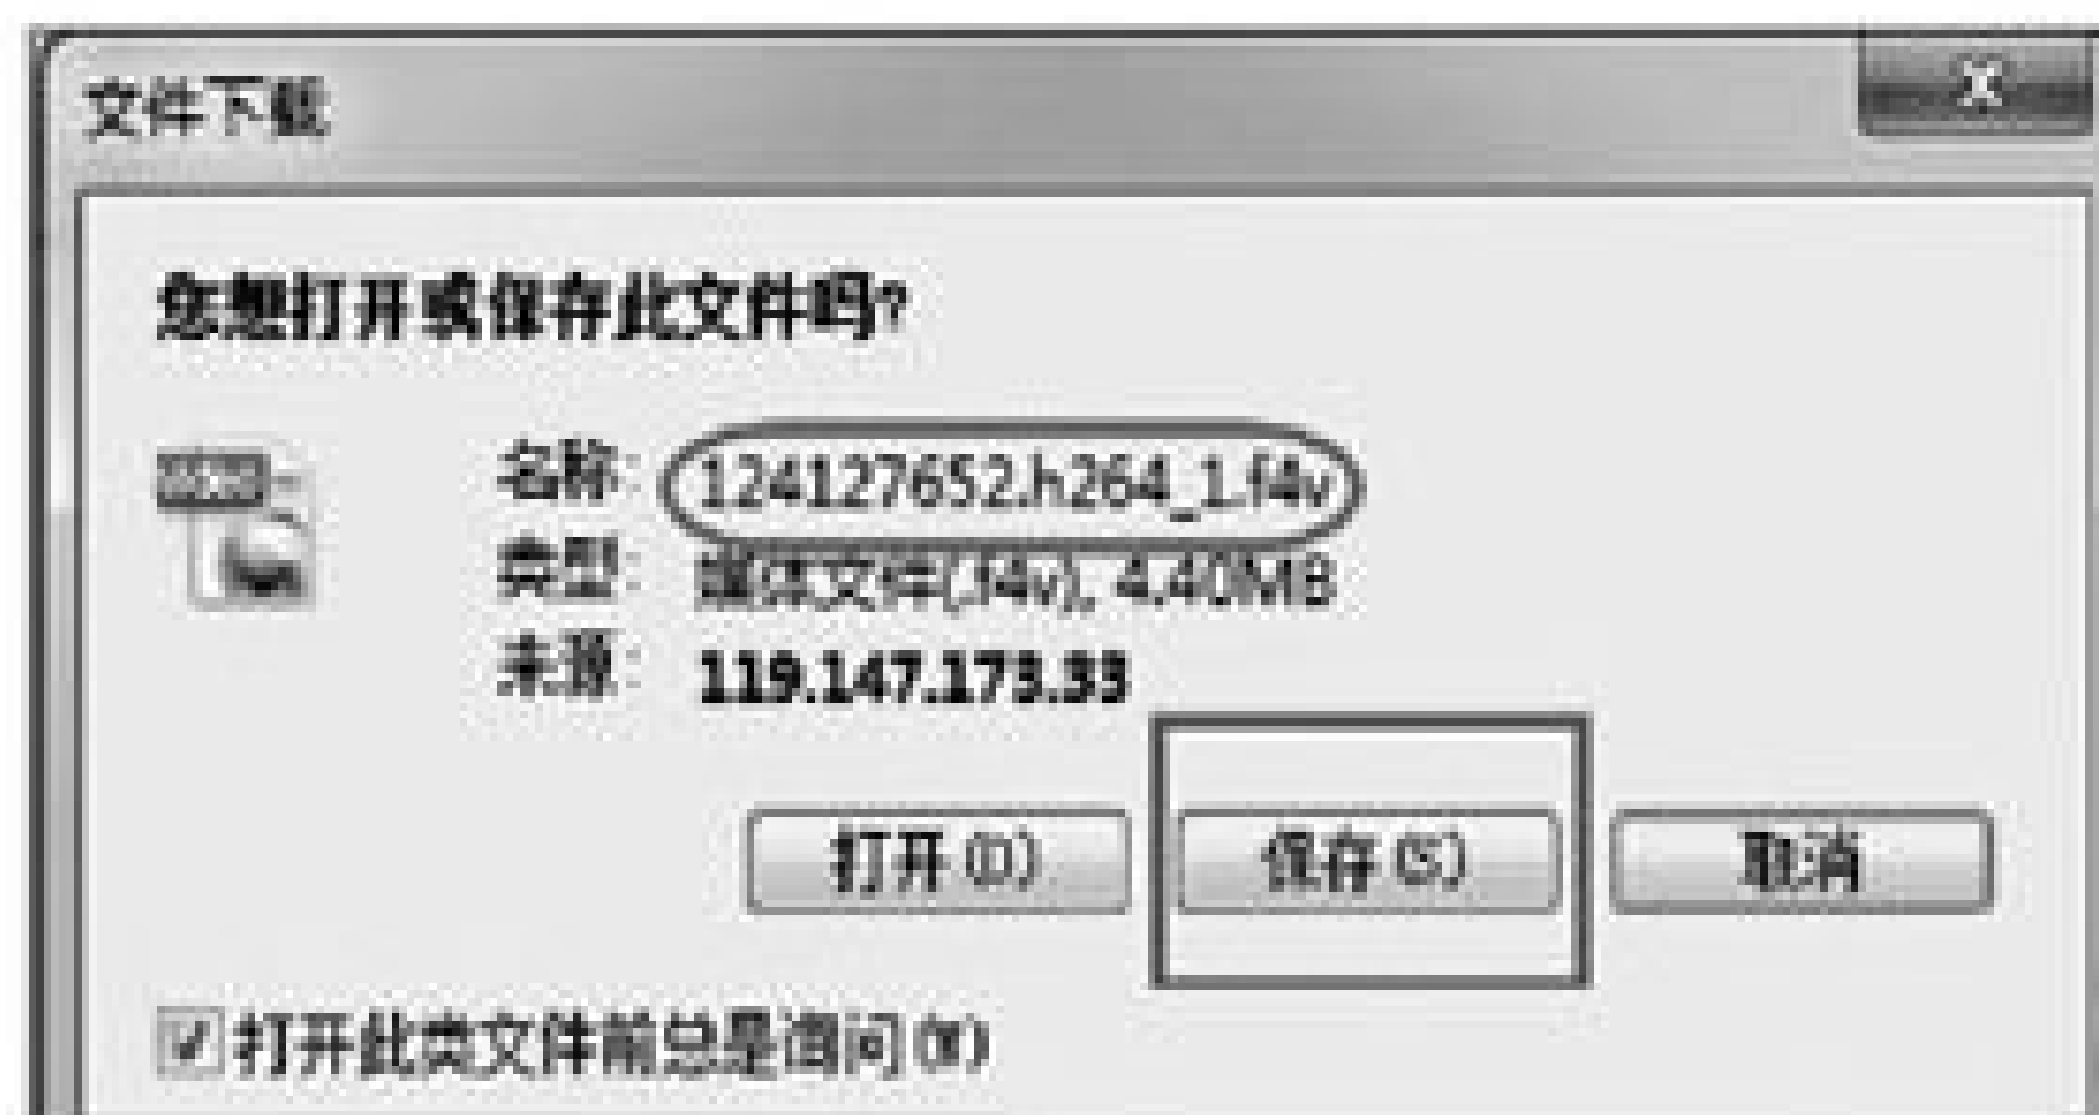 文件下载
您想打开或保存此文件吗?
名称: 124127652.h264_1.f4v
类型: 媒体文件(.f4v), 4.40MB
来源: 119.147.173.33
打开(O) 保存(S) 取消
打开此类文件前总是询问(W)